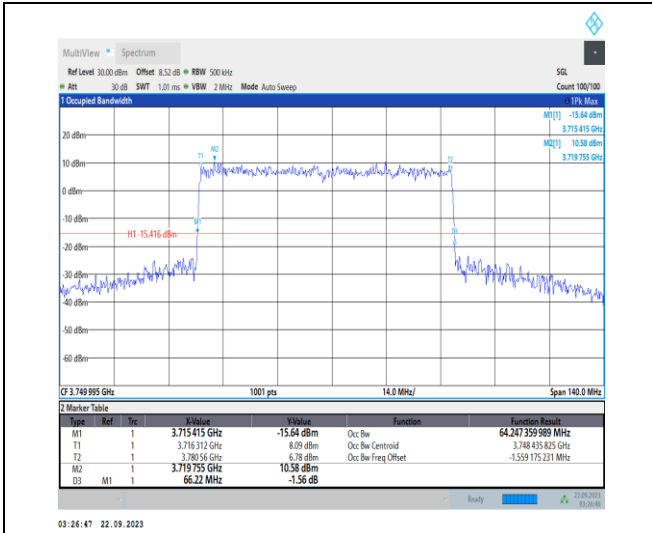 MultiView Spectrum
Ref Level 30.00 dBm Offset 8.52 dB RBW 500 kHz SGL
Att 30 dB SWT 1.01 ms VBW 2 MHz Mode Auto Sweep Count 100/100
1 Occupied Bandwidth 1Pk Max
M1[1] -15.64 dBm
3.715 415 GHz
M2[1] 10.58 dBm
3.719 755 GHz
20 dBm
M2
T1
T2
10 dBm
0 dBm
-10 dBm
M1
H1 -15.416 dBm
D3
-20 dBm
-30 dBm
-40 dBm
-50 dBm
-60 dBm
CF 3.749 995 GHz 1001 pts 14.0 MHz/ Span 140.0 MHz
2 Marker Table
Type Ref Trc X-Value Y-Value Function Function Result
M1 1 3.715 415 GHz -15.64 dBm Occ Bw 64.247 359 989 MHz
T1 1 3.716 312 GHz 8.09 dBm Occ Bw Centroid 3.748 435 825 GHz
T2 1 3.780 56 GHz 6.78 dBm Occ Bw Freq Offset -1.559 175 231 MHz
M2 1 3.719 755 GHz 10.58 dBm
D3 M1 1 66.22 MHz -1.56 dB
Ready 22.09.2023
03:26:46
03:26:47 22.09.2023